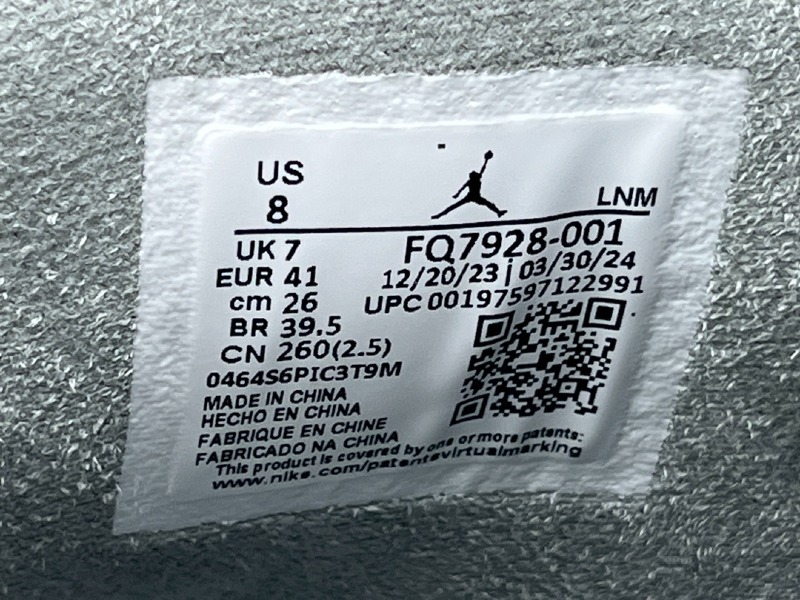 US
8
LNM
UK 7
EUR 41
cm 26
BR 39.5
CN 260(2.5)
FQ7928-001
12/20/23 | 03/30/24
UPC 00197597122991
0464S6PIC3T9M
MADE IN CHINA
HECHO EN CHINA
FABRIQUE EN CHINE
FABRICADO NA CHINA
This product is covered by one or more patents:
www.nike.com/patentsvirtualmarking